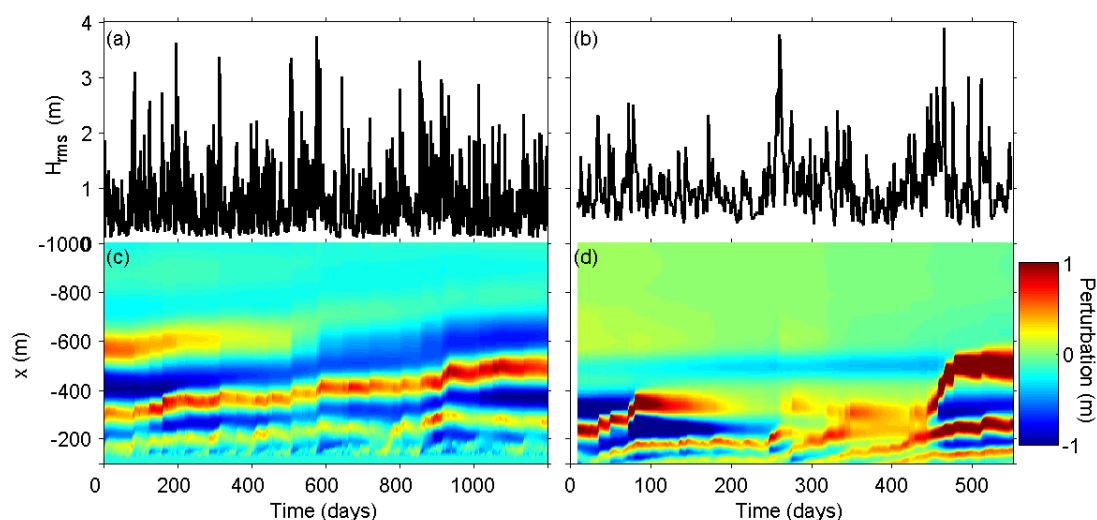 4
3
2
1
0
H_rms (m)
(a)
(b)
-1000
-800
-600
-400
-200
x (m)
(c)
(d)
0 200 400 600 800 1000
Time (days)
0 100 200 300 400 500
Time (days)
1
0
-1
Perturbation (m)